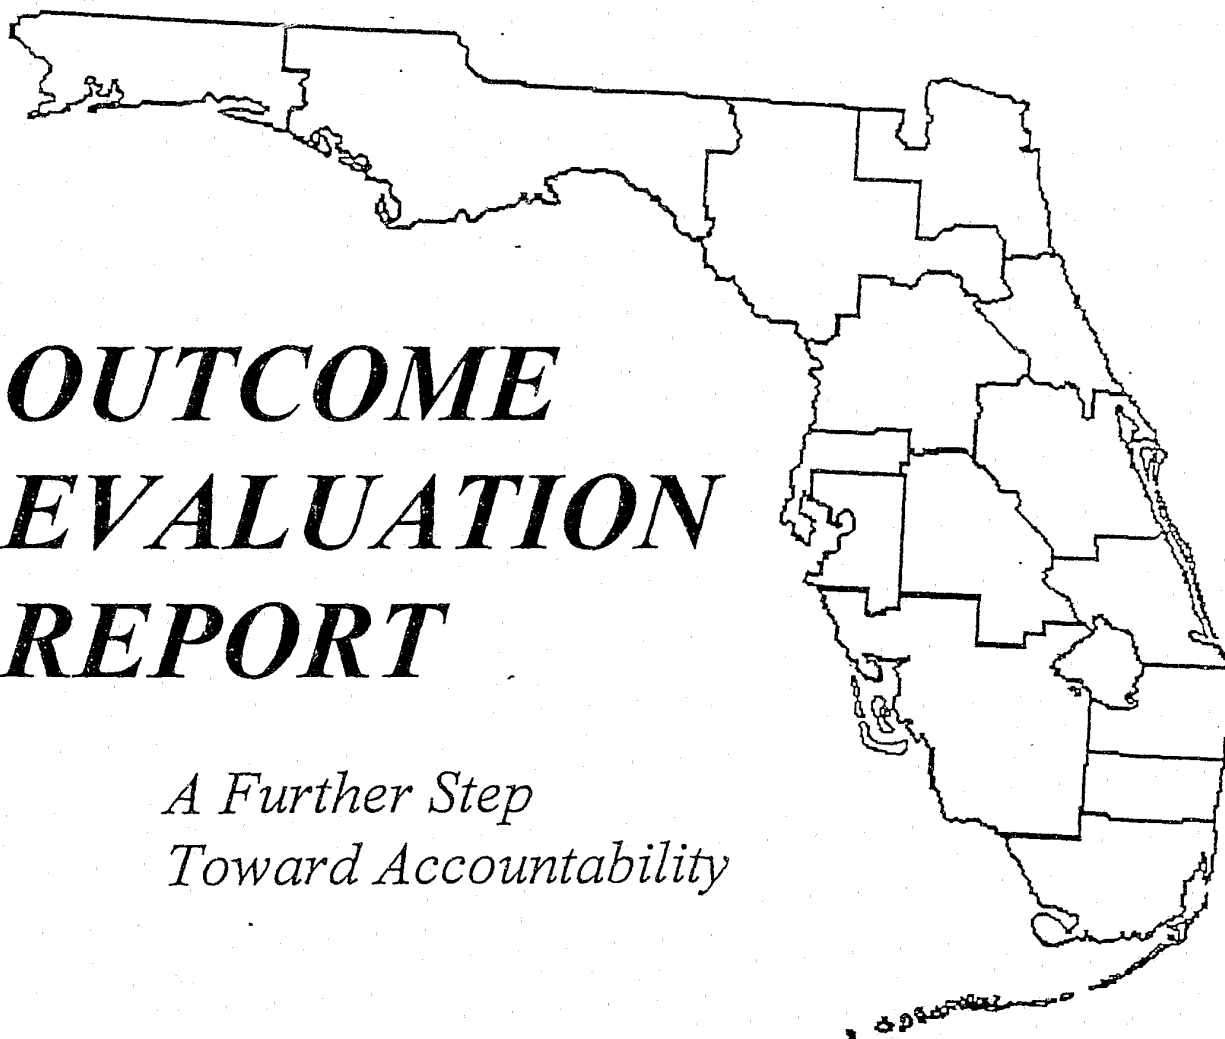 OUTCOME
EVALUATION
REPORT
A Further Step
Toward Accountability